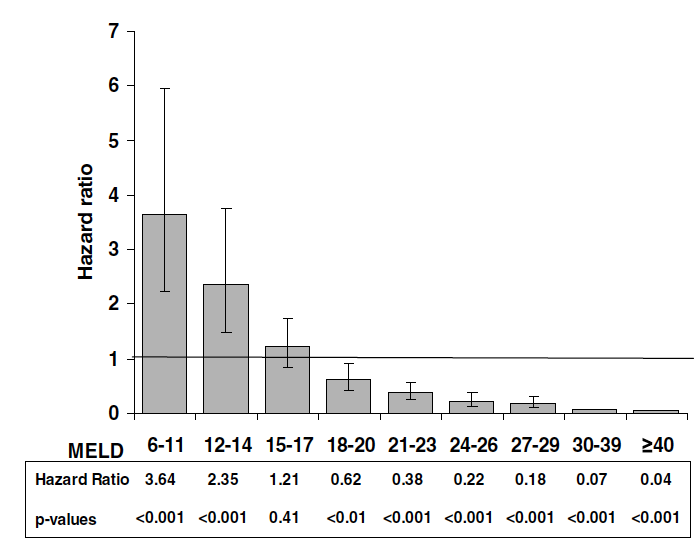 7
6
5
4
3
2
1
0
Hazard ratio
MELD 6-11 12-14 15-17 18-20 21-23 24-26 27-29 30-39 ≥40
Hazard Ratio 3.64 2.35 1.21 0.62 0.38 0.22 0.18 0.07 0.04
p-values <0.001 <0.001 0.41 <0.01 <0.001 <0.001 <0.001 <0.001 <0.001